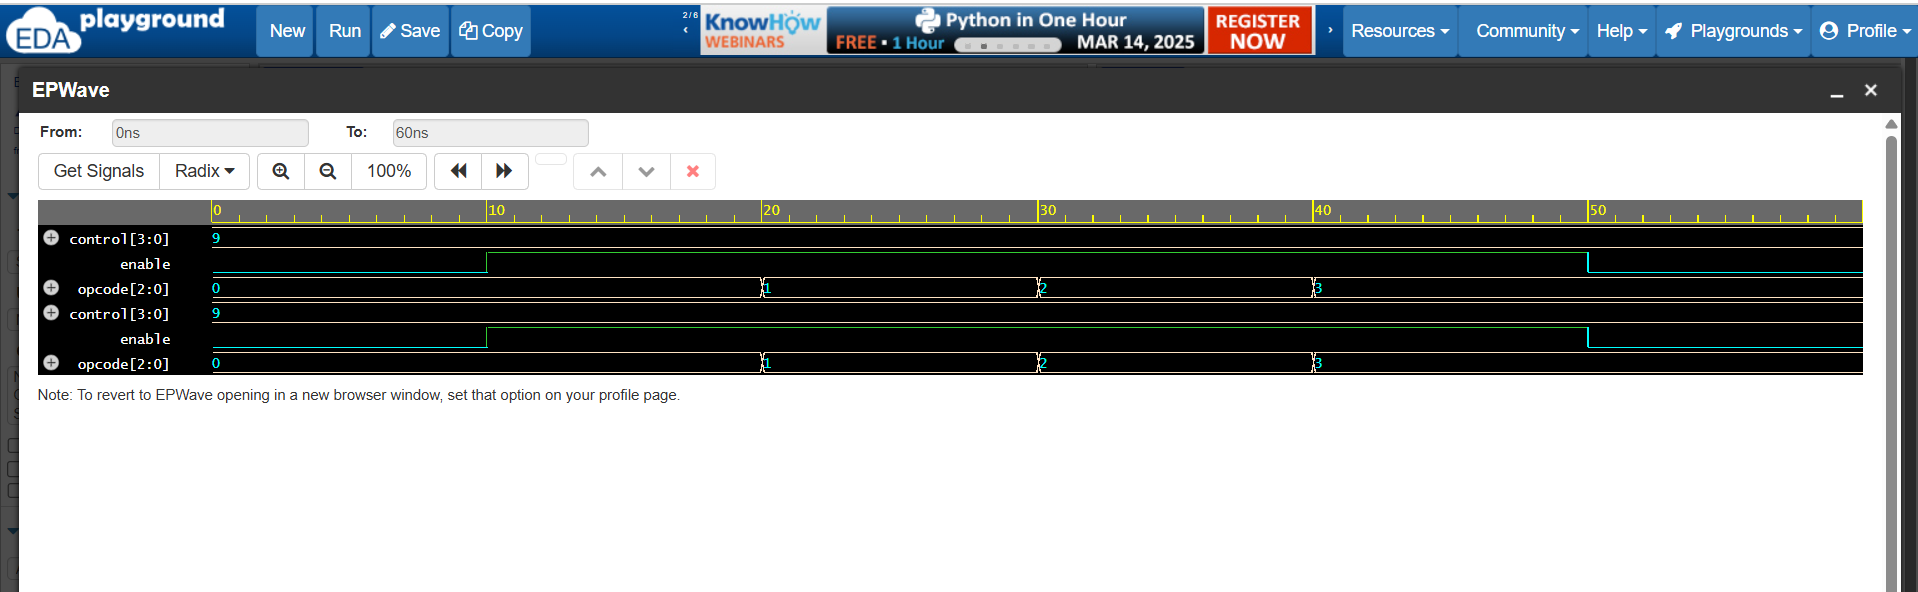 EDA playground
New
Run
Save
Copy
2/6
KnowHow
WEBINARS
Python in One Hour
FREE ▪ 1 Hour
MAR 14, 2025
REGISTER
NOW
Resources
Community
Help
Playgrounds
Profile
EPWave
From:
0ns
To:
60ns
Get Signals
Radix
100%
0 10 20 30 40 50
control[3:0] 9
enable
opcode[2:0] 0 1 2 3
control[3:0] 9
enable
opcode[2:0] 0 1 2 3
Note: To revert to EPWave opening in a new browser window, set that option on your profile page.